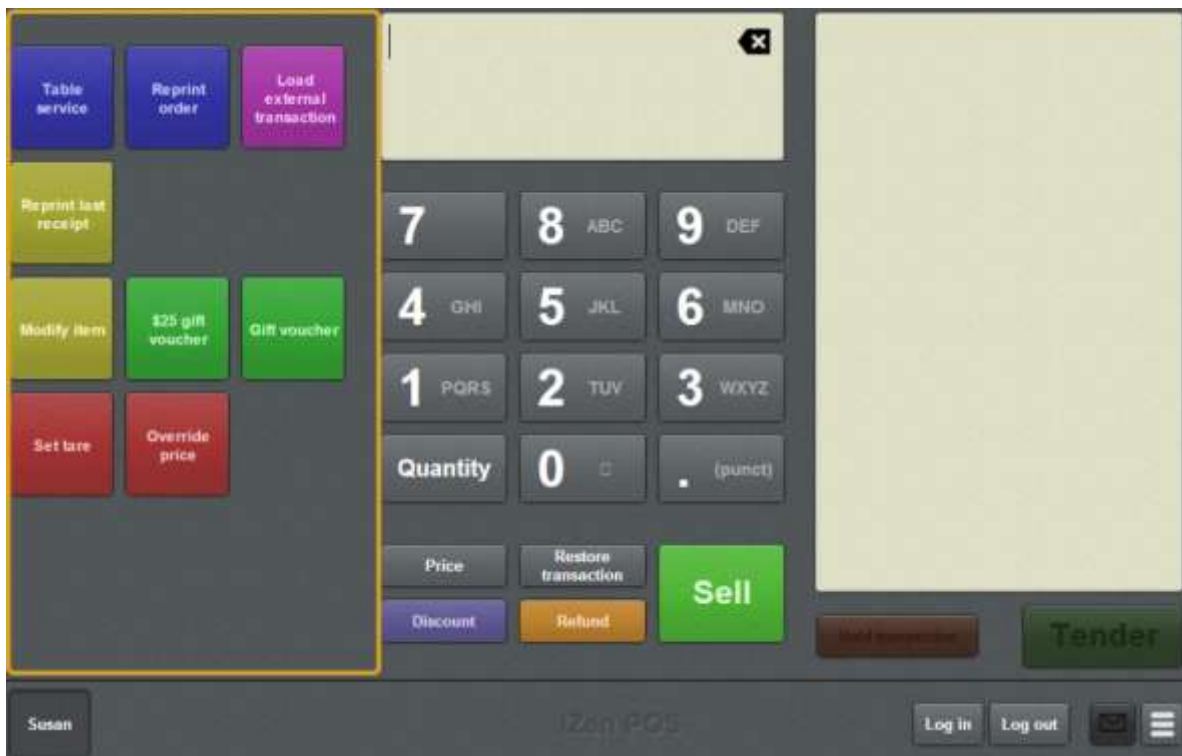 Table
service
Reprint
order
Load
external
transaction
Reprint last
receipt
Modify item
$25 gift
voucher
Gift voucher
Set tare
Override
price
7
8 ABC
9 DEF
4 GHI
5 JKL
6 MNO
1 PQRS
2 TUV
3 WXYZ
Quantity
0
. (punct)
Price
Restore
transaction
Sell
Discount
Refund
Tender
Susan
POS
Log in
Log out